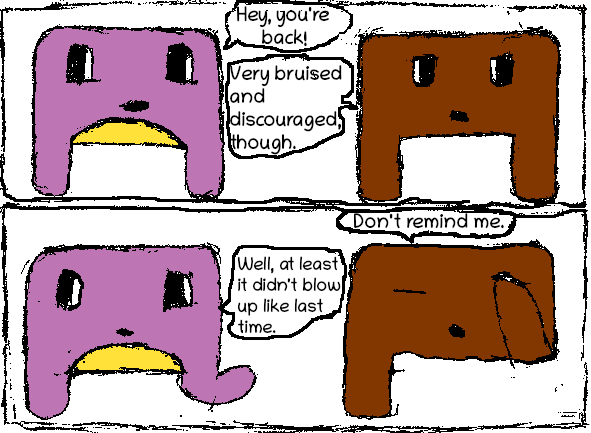 Hey, you're
back!
Very bruised
and
discouraged,
though.
Don't remind me.
Well, at least
it didn't blow
up like last
time.